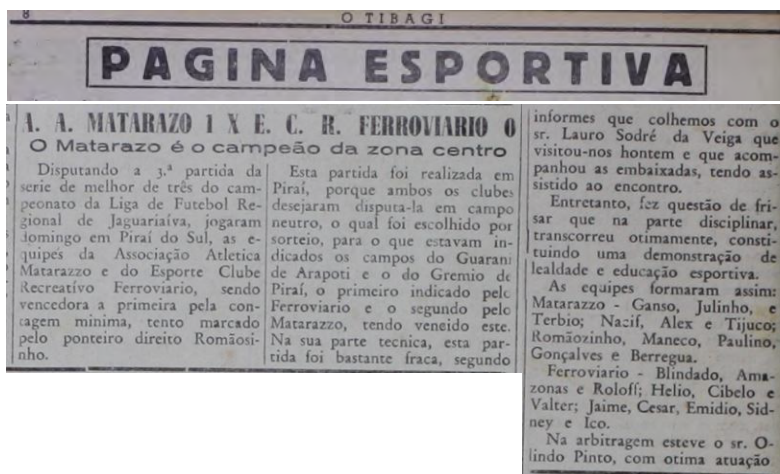 8
O TIBAGI
PAGINA ESPORTIVA
A. A. MATARAZO 1 X E. C. R. FERROVIARIO 0
O Matarazo é o campeão da zona centro
Disputando a 3.ª partida da
serie de melhor de três do cam-
peonato da Liga de Futebol Re-
gional de Jaguariaíva, jogaram
domingo em Piraí do Sul, as e-
quipes da Associação Atletica
Matarazzo e do Esporte Clube
Recreativo Ferroviario, sendo
vencedora a primeira pela con-
tagem minima, tento marcado
pelo ponteiro direito Romãosi-
nho.
Esta partida foi realizada em
Piraí, porque ambos os clubes
desejaram disputa-la em campo
neutro, o qual foi escolhido por
sorteio, para o que estavam in-
dicados os campos do Guarani
de Arapoti e o do Gremio de
Piraí, o primeiro indicado pelo
Ferroviario e o segundo pelo
Matarazzo, tendo vencido este.
Na sua parte tecnica, esta par-
tida foi bastante fraca, segundo
informes que colhemos com o
sr. Lauro Sodré da Veiga que
visitou-nos hontem e que acom-
panhou as embaixadas, tendo as-
sistido ao encontro.
Entretanto, fez questão de fri-
sar que na parte disciplinar,
transcorreu otimamente, consti-
tuindo uma demonstração de
lealdade e educação esportiva.
As equipes formaram assim:
Matarazzo - Ganso, Julinho, e
Terbio; Nazif, Alex e Tijuco;
Romãozinho, Maneco, Paulino,
Gonçalves e Berregua.
Ferroviario - Blindado, Ama-
zonas e Roloff; Helio, Cibelo e
Valter; Jaime, Cesar, Emidio, Sid-
ney e Ico.
Na arbitragem esteve o sr. O-
lindo Pinto, com otima atuação